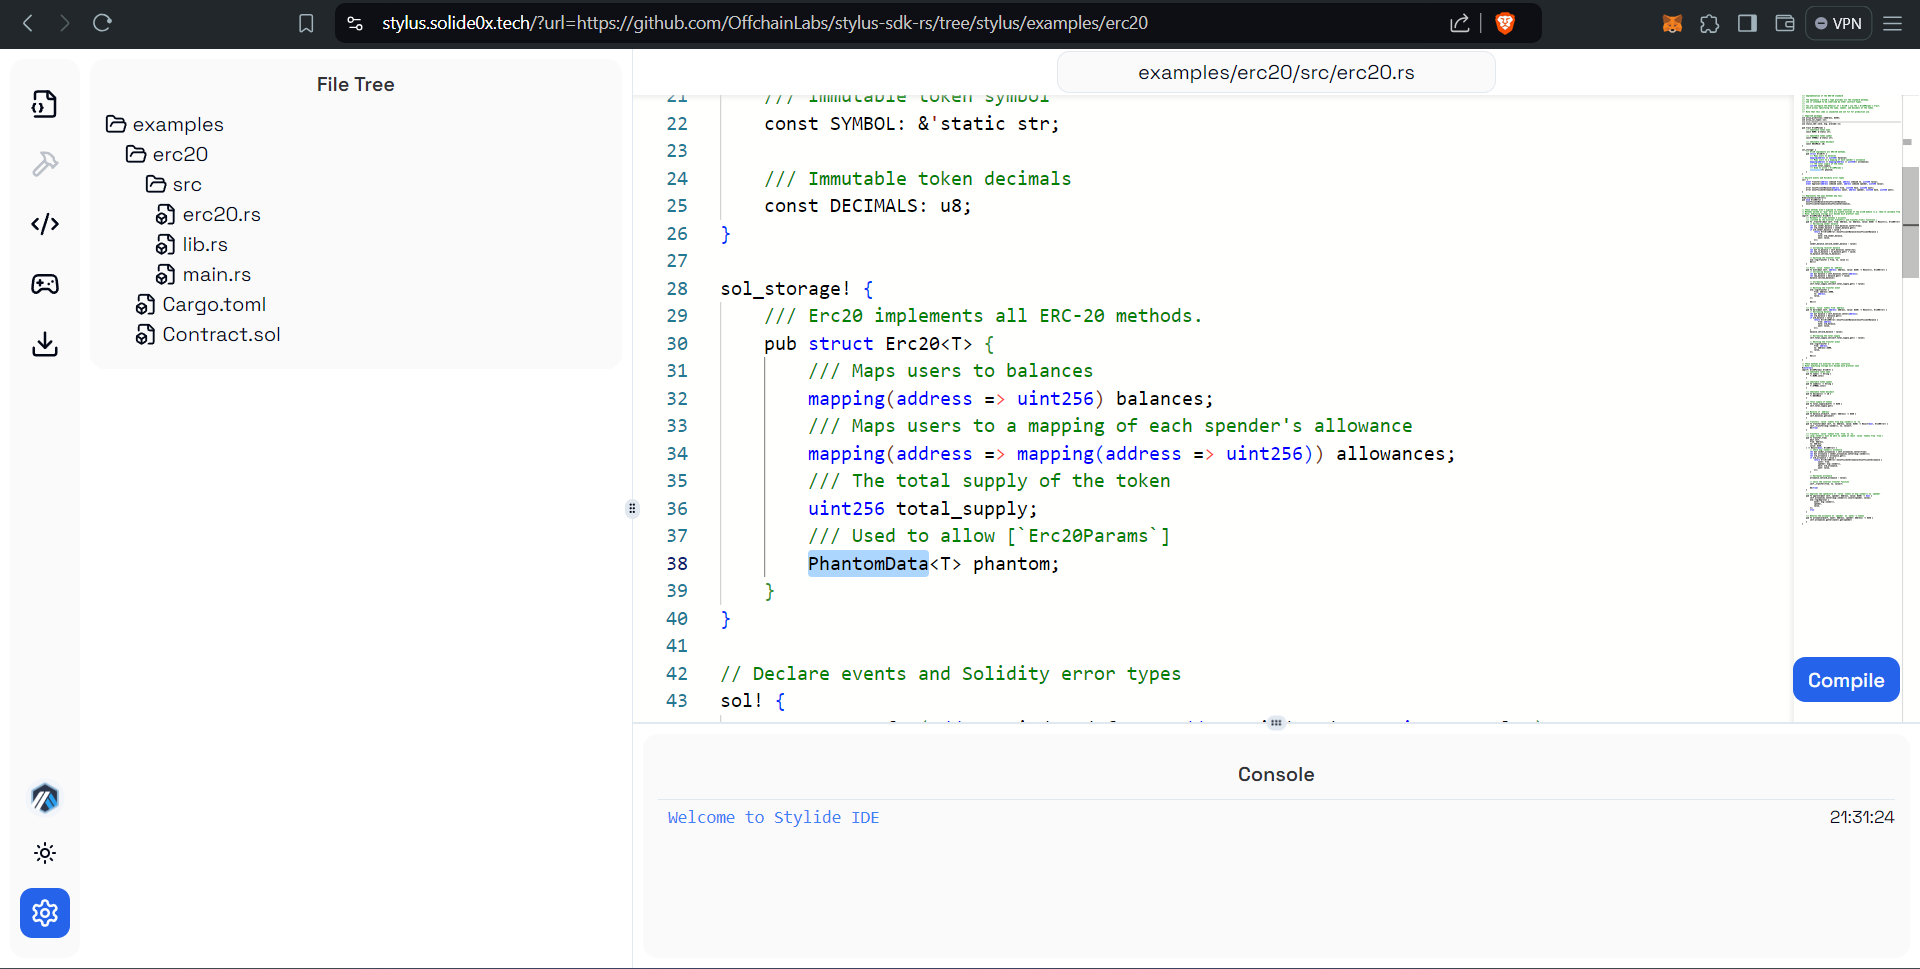 stylus.solide0x.tech/?url=https://github.com/OffchainLabs/stylus-sdk-rs/tree/stylus/examples/erc20
VPN
File Tree
examples
erc20
src
erc20.rs
lib.rs
main.rs
Cargo.toml
Contract.sol
examples/erc20/src/erc20.rs
21 /// Immutable token symbol
22 const SYMBOL: &'static str;
23
24 /// Immutable token decimals
25 const DECIMALS: u8;
26 }
27
28 sol_storage! {
29 /// Erc20 implements all ERC-20 methods.
30 pub struct Erc20<T> {
31 /// Maps users to balances
32 mapping(address => uint256) balances;
33 /// Maps users to a mapping of each spender's allowance
34 mapping(address => mapping(address => uint256)) allowances;
35 /// The total supply of the token
36 uint256 total_supply;
37 /// Used to allow [`Erc20Params`]
38 PhantomData<T> phantom;
39 }
40 }
41
42 // Declare events and Solidity error types
43 sol! {
Compile
Console
Welcome to Stylide IDE 21:31:24